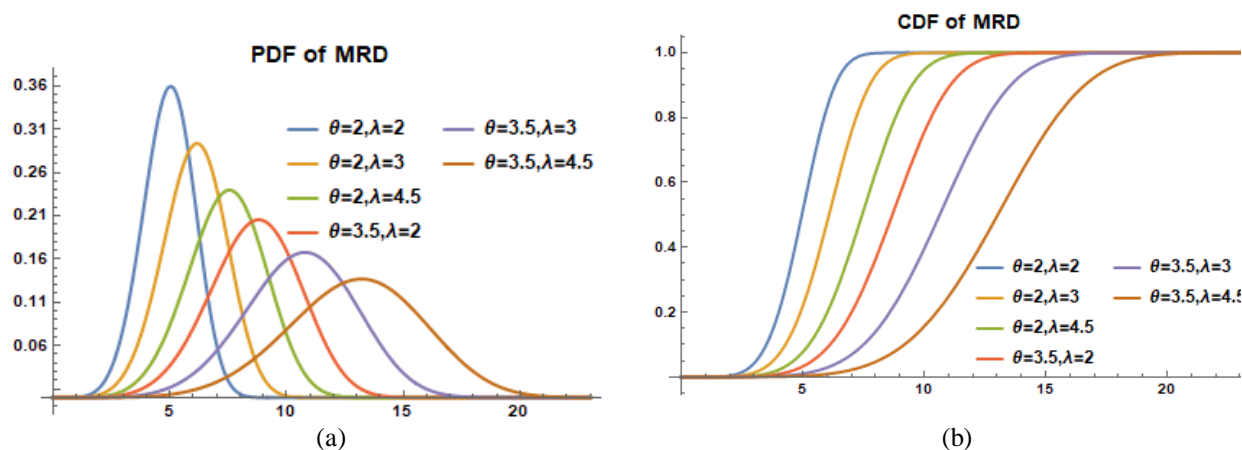 PDF of MRD
0.36
0.31
0.26
0.21
0.16
0.11
0.06
θ=2,λ=2
θ=2,λ=3
θ=2,λ=4.5
θ=3.5,λ=2
θ=3.5,λ=3
θ=3.5,λ=4.5
5 10 15 20
(a)
CDF of MRD
1.0
0.8
0.6
0.4
0.2
θ=2,λ=2
θ=2,λ=3
θ=2,λ=4.5
θ=3.5,λ=2
θ=3.5,λ=3
θ=3.5,λ=4.5
5 10 15 20
(b)